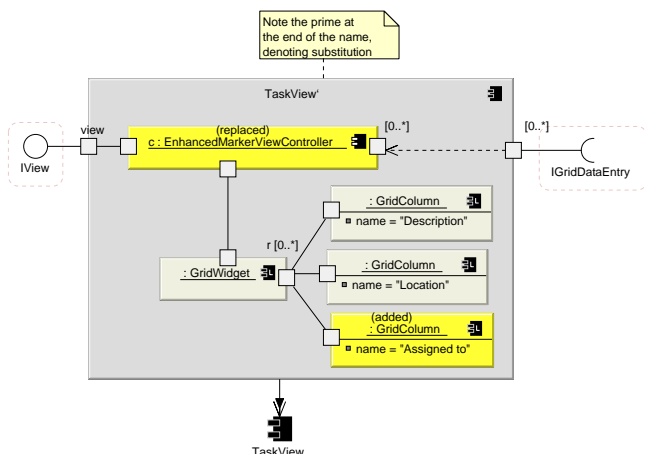 Note the prime at
the end of the name,
denoting substitution
TaskView'
view
(replaced)
c : EnhancedMarkerViewController
[0..*]
[0..*]
IView
IGridDataEntry
: GridColumn
name = "Description"
r [0..*]
: GridWidget
L
: GridColumn
L
name = "Location"
L
(added)
: GridColumn
L
name = "Assigned to"
TaskView